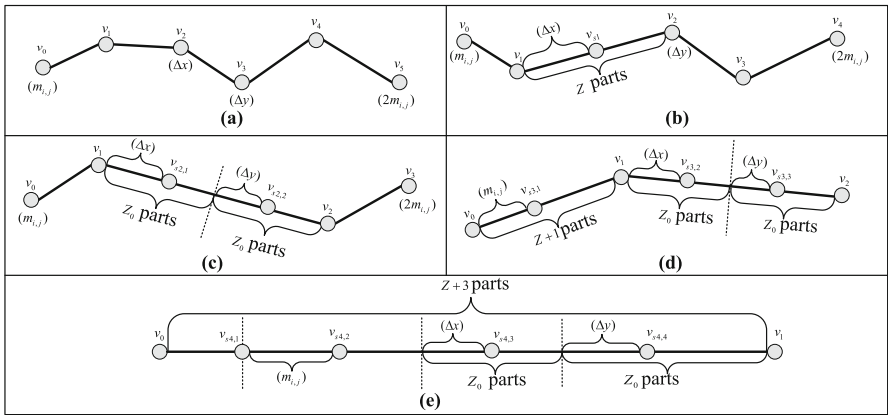 v₀
v₁
v₂
v₃
v₄
v₅
(mᵢ,ⱼ)
(Δx)
(Δy)
(2mᵢ,ⱼ)
(a)
v₀
v₁
vₛ₁
v₂
v₃
v₄
(mᵢ,ⱼ)
(Δx)
(Δy)
(2mᵢ,ⱼ)
Z parts
(b)
v₀
v₁
vₛ₂,₁
vₛ₂,₂
v₂
v₃
(mᵢ,ⱼ)
(Δx)
(Δy)
(2mᵢ,ⱼ)
Z₀ parts
Z₀ parts
(c)
v₀
vₛ₃,₁
v₁
vₛ₃,₂
vₛ₃,₃
v₂
(mᵢ,ⱼ)
(Δx)
(Δy)
Z+1 parts
Z₀ parts
Z₀ parts
(d)
Z+3 parts
v₀
vₛ₄,₁
vₛ₄,₂
(Δx)
vₛ₄,₃
(Δy)
vₛ₄,₄
v₁
(mᵢ,ⱼ)
Z₀ parts
Z₀ parts
(e)